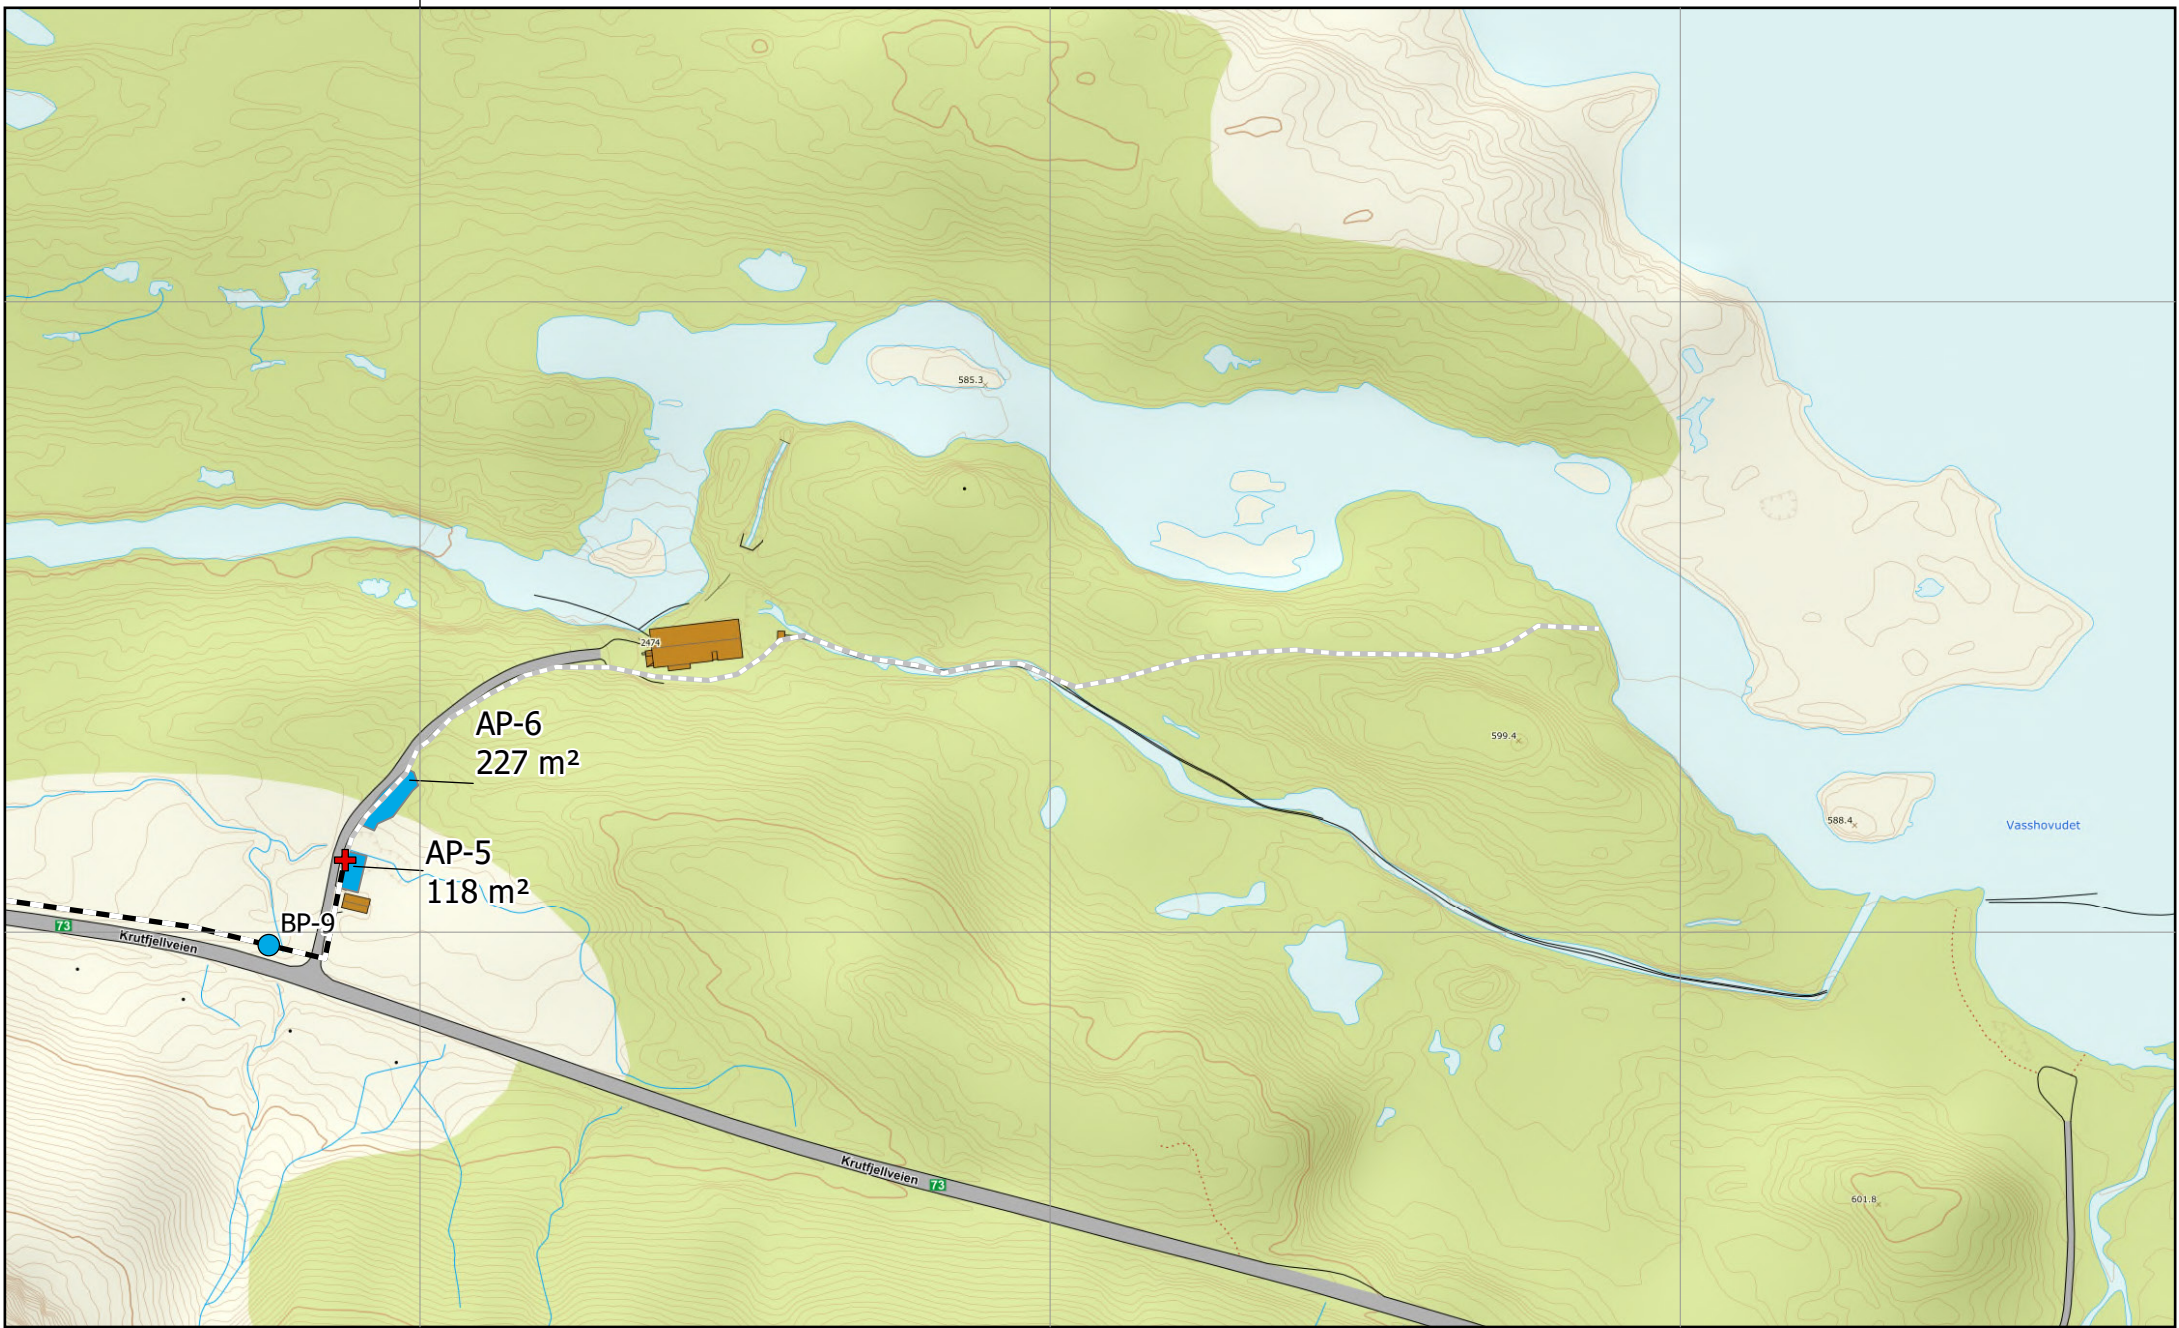 585.3
2474
AP-6
227 m²
599.4
588.4
Vasshovudet
AP-5
118 m²
BP-9
73
Krutfjellveien
Krutfjellveien
73
601.8